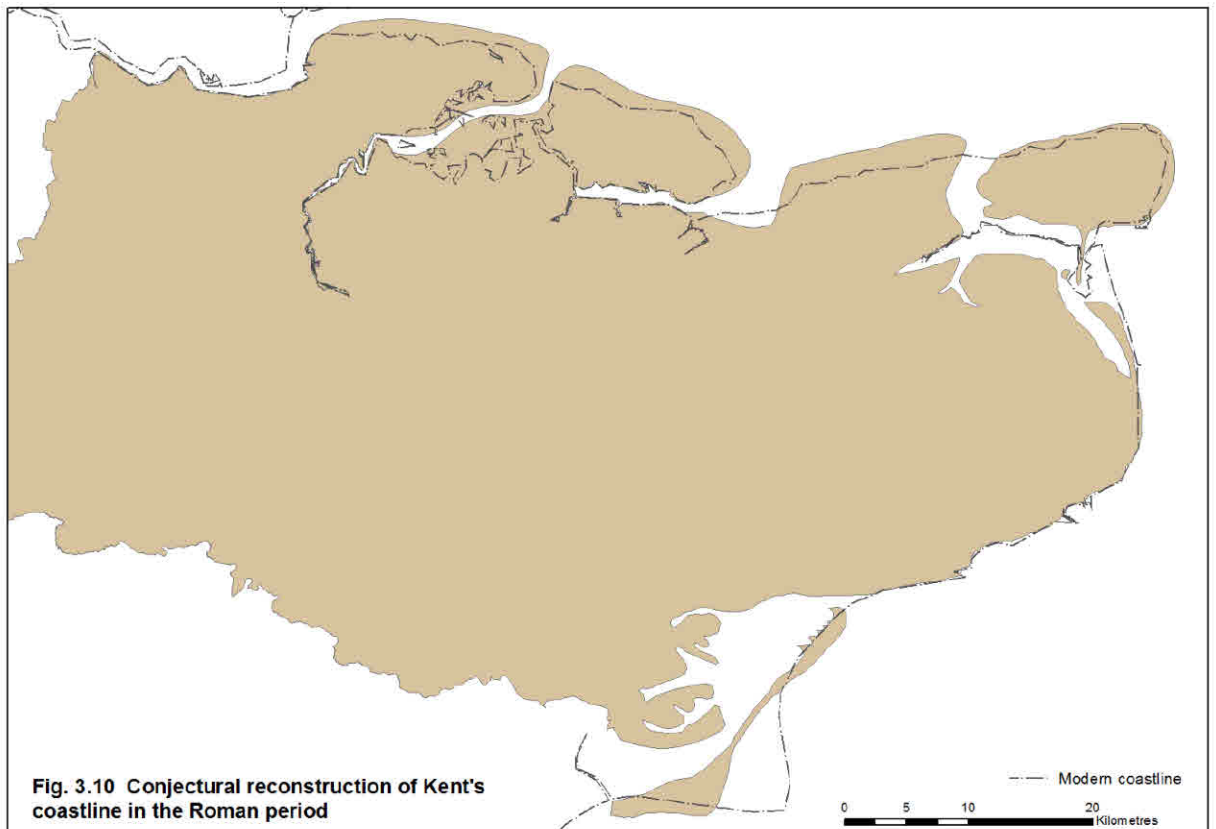 Fig. 3.10 Conjectural reconstruction of Kent's
coastline in the Roman period
Modern coastline
0 5 10 20
Kilometres